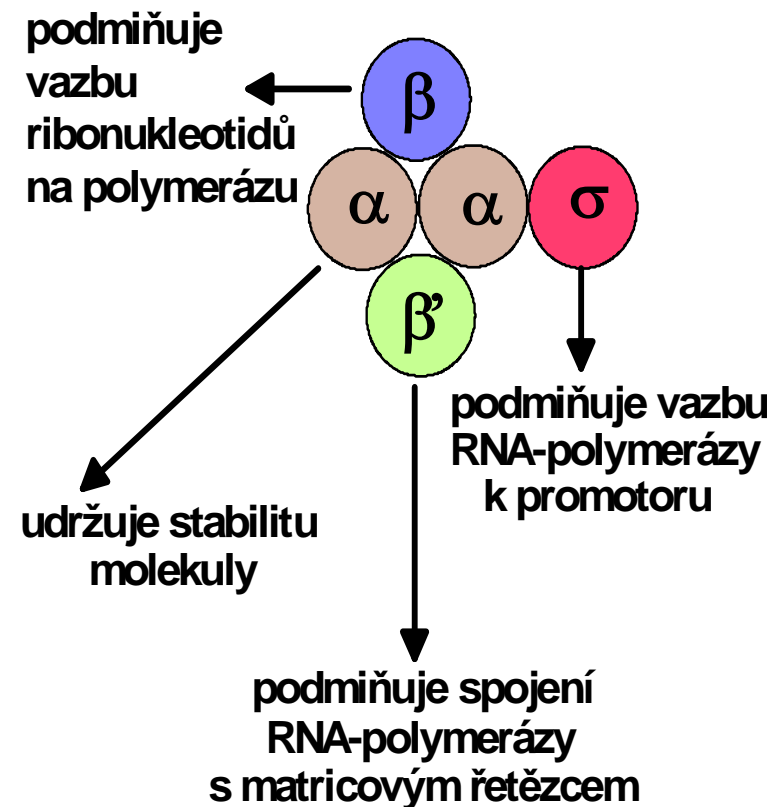 podmiňuje
vazbu
ribonukleotidů
na polymerázu
β
α
α
σ
β’
podmiňuje vazbu
RNA-polymerázy
k promotoru
udržuje stabilitu
molekuly
podmiňuje spojení
RNA-polymerázy
s matricovým řetězcem